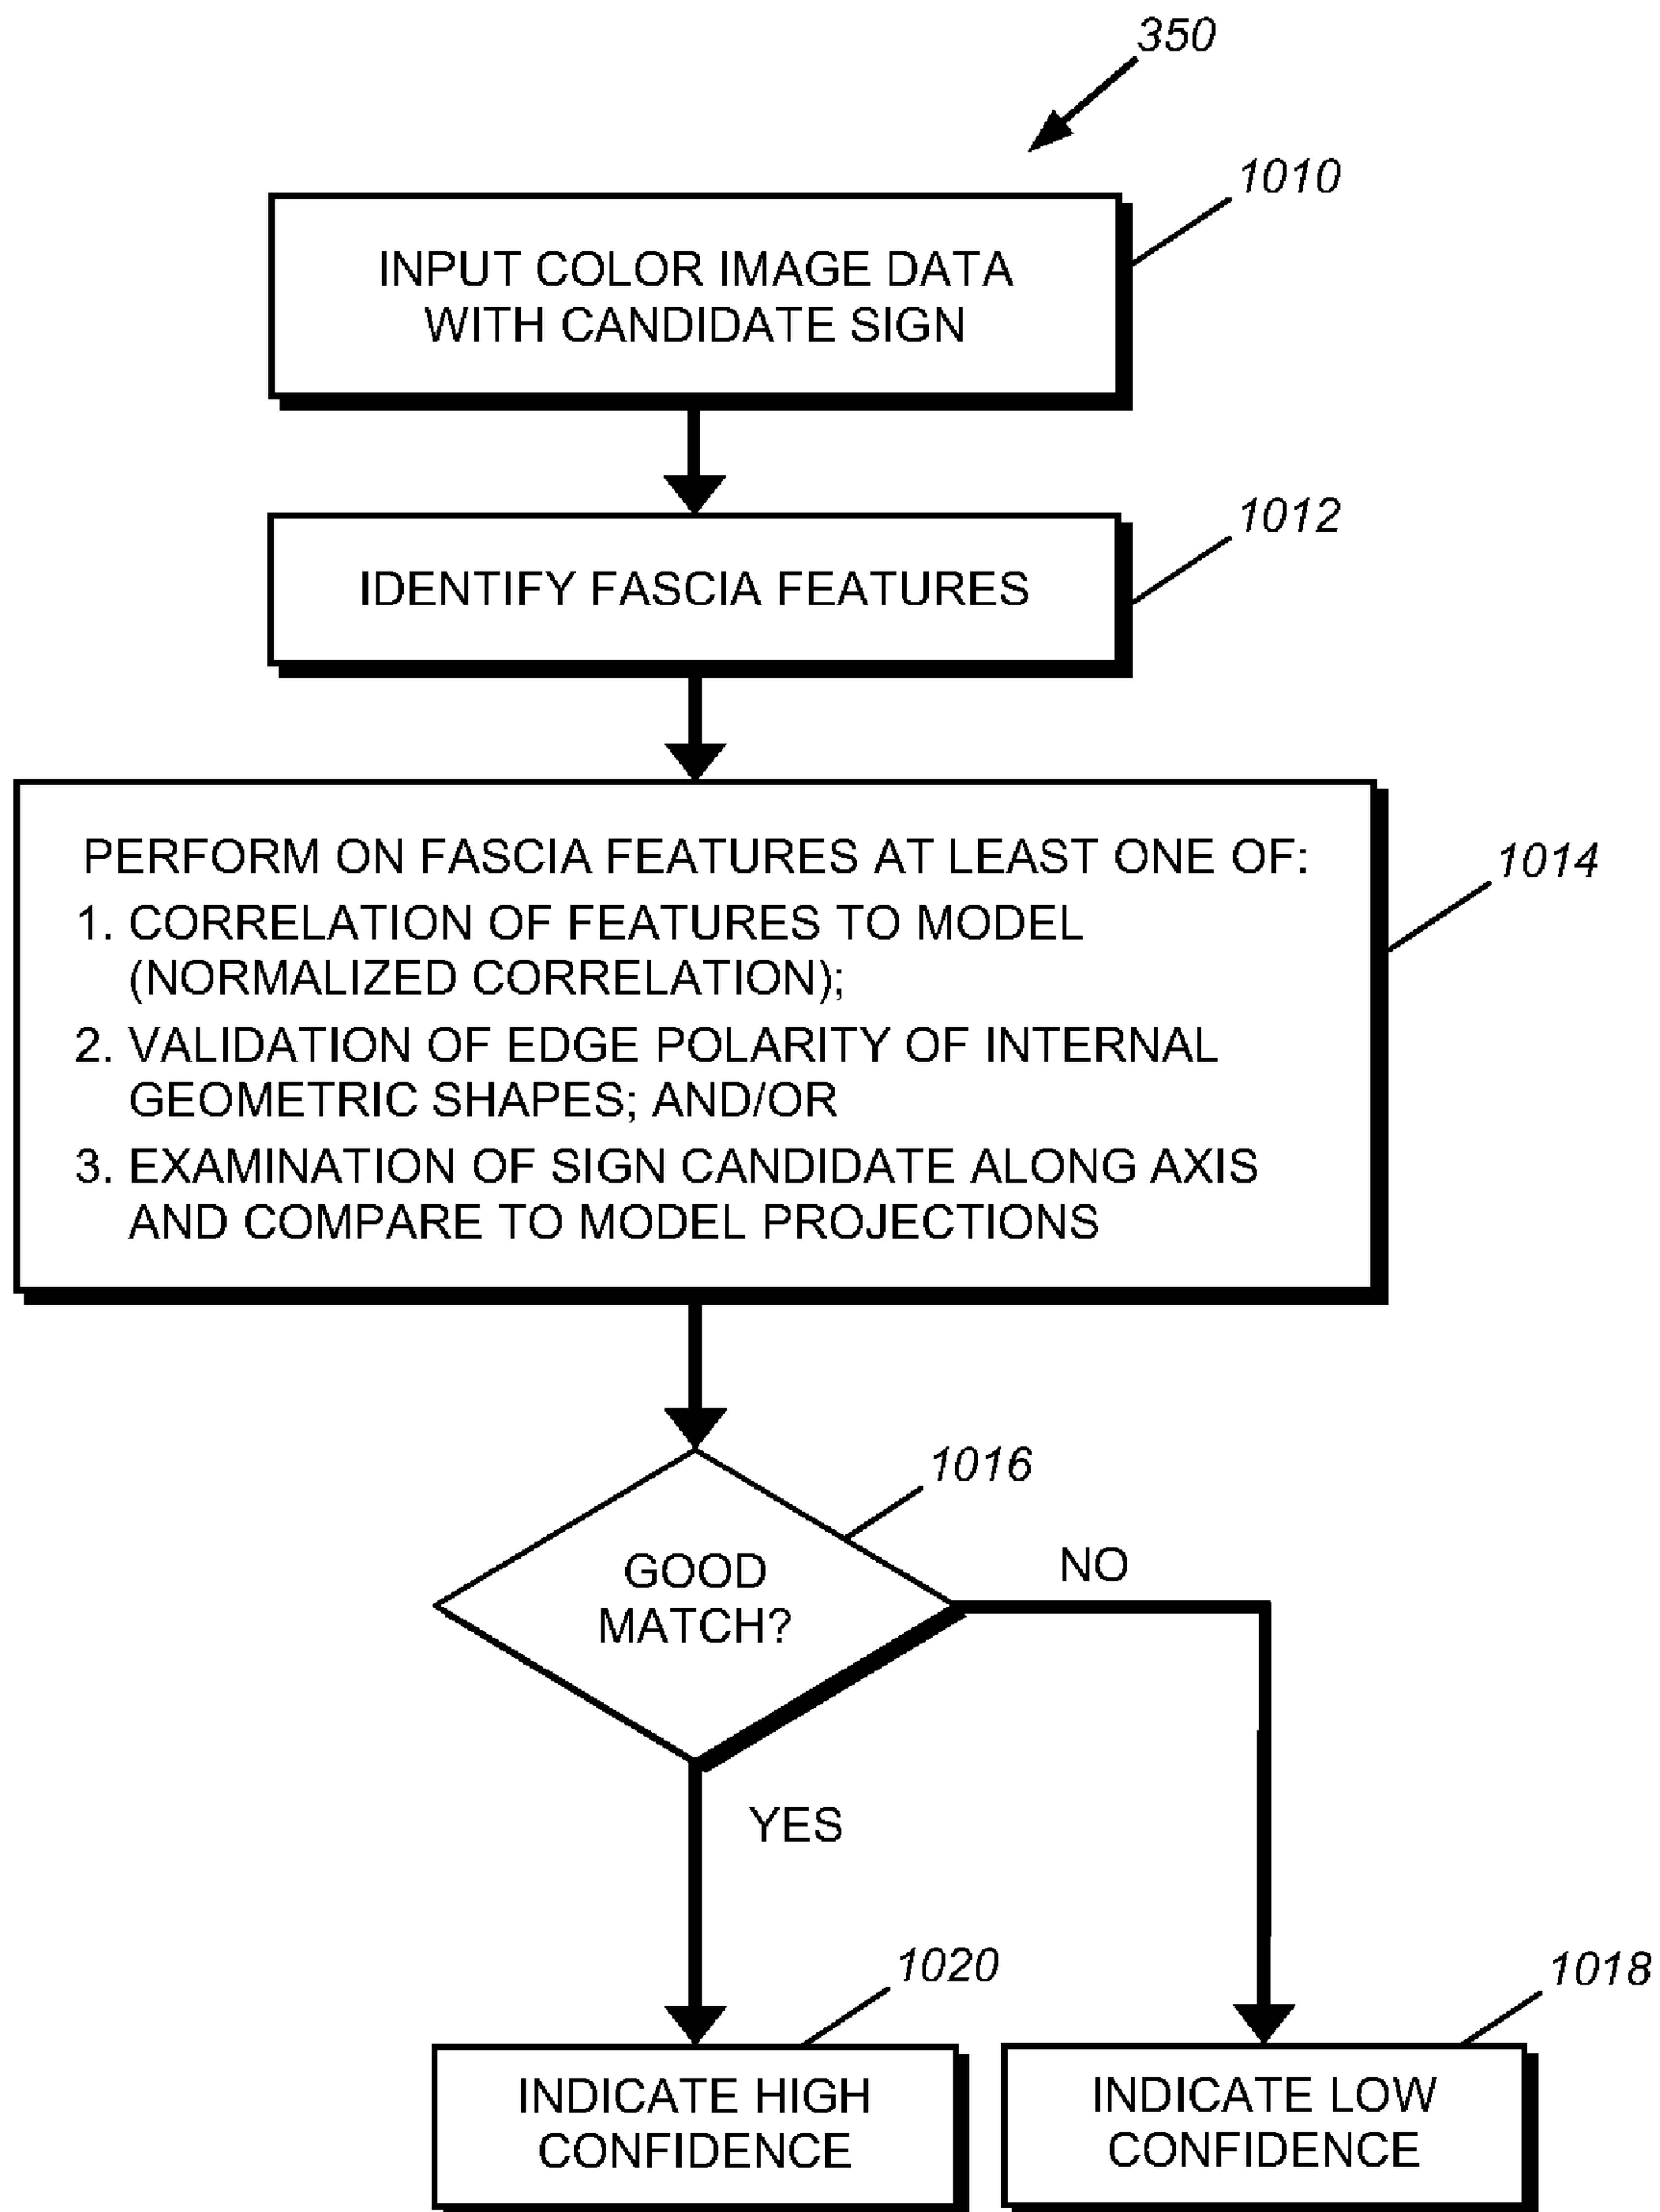 350
1010
INPUT COLOR IMAGE DATA
WITH CANDIDATE SIGN
1012
IDENTIFY FASCIA FEATURES
1014
PERFORM ON FASCIA FEATURES AT LEAST ONE OF:
1. CORRELATION OF FEATURES TO MODEL
(NORMALIZED CORRELATION);
2. VALIDATION OF EDGE POLARITY OF INTERNAL
GEOMETRIC SHAPES; AND/OR
3. EXAMINATION OF SIGN CANDIDATE ALONG AXIS
AND COMPARE TO MODEL PROJECTIONS
1016
GOOD
MATCH?
NO
YES
1020
INDICATE HIGH
CONFIDENCE
1018
INDICATE LOW
CONFIDENCE